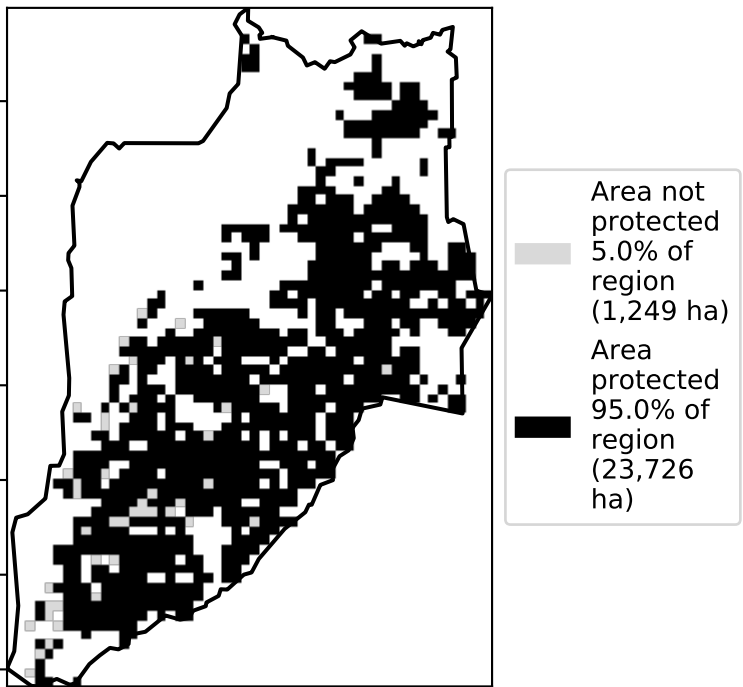 Area not
protected
5.0% of
region
(1,249 ha)
Area
protected
95.0% of
region
(23,726
ha)